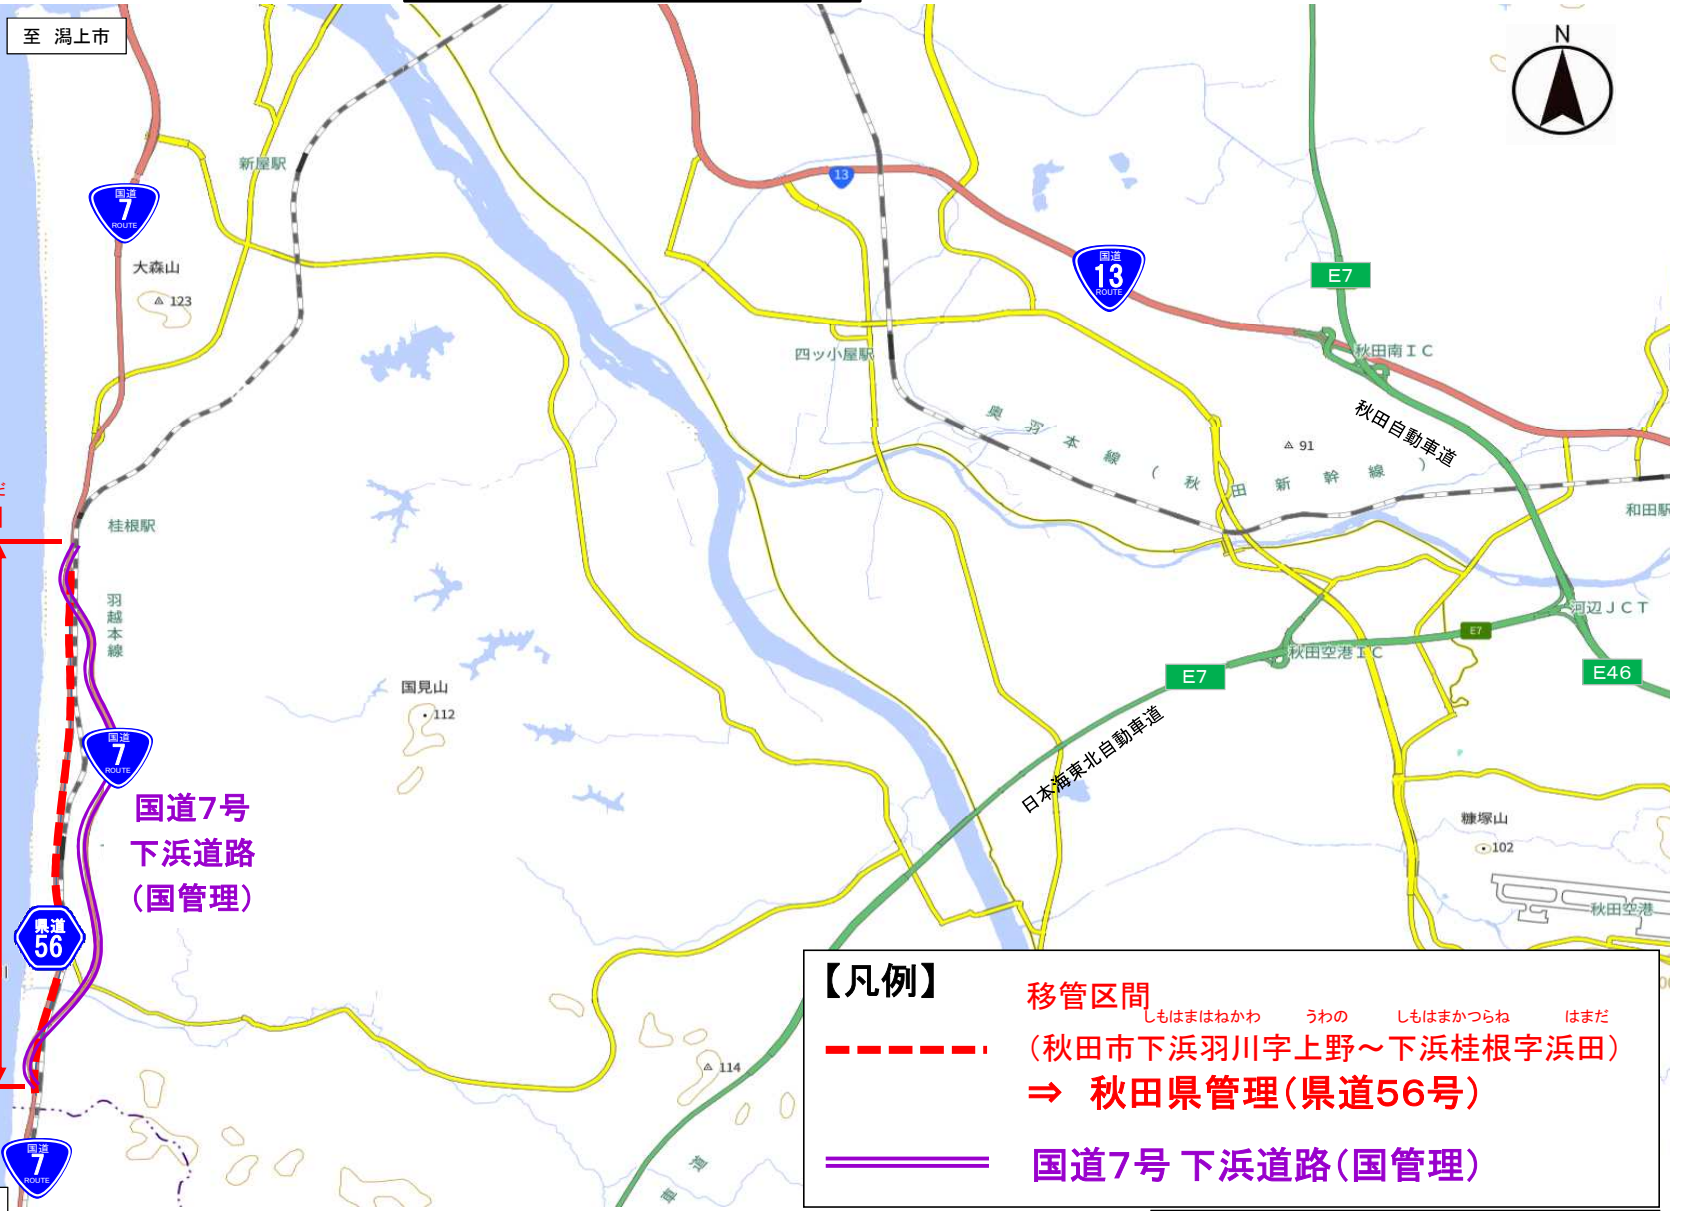 至 潟上市
N
新屋駅
国道
7
ROUTE
大森山
123
13
国道
13
ROUTE
E7
秋田南IC
四ツ小屋駅
秋田自動車道
奥羽本線(秋田新幹線)
91
和田駅
桂根駅
羽越本線
河辺JCT
E7
秋田空港IC
E7
E46
国見山
112
日本海東北自動車道
国道
7
ROUTE
国道7号
下浜道路
(国管理)
糠塚山
102
秋田空港
県道
56
114
車道
国道
7
ROUTE
【凡例】
移管区間
しもはまはねかわ うわの しもはまかつらね はまだ
(秋田市下浜羽川字上野~下浜桂根字浜田)
⇒ 秋田県管理(県道56号)
国道7号 下浜道路(国管理)